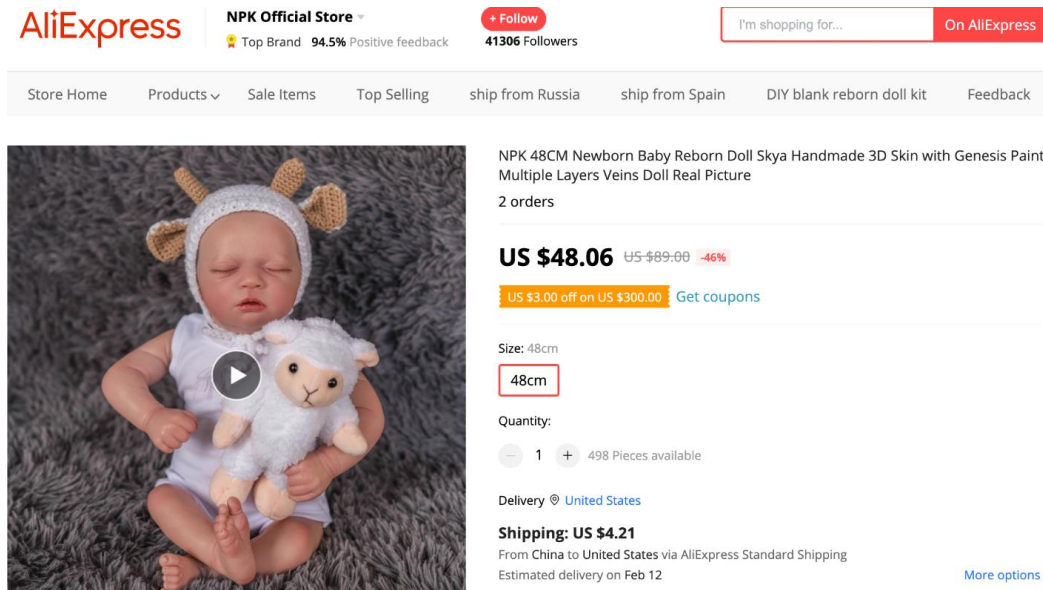 AliExpress
NPK Official Store
Top Brand 94.5% Positive feedback
+ Follow
41306 Followers
I'm shopping for...
On AliExpress
Store Home Products Sale Items Top Selling ship from Russia ship from Spain DIY blank reborn doll kit Feedback
NPK 48CM Newborn Baby Reborn Doll Skya Handmade 3D Skin with Genesis Paint
Multiple Layers Veins Doll Real Picture
2 orders
US $48.06 US $89.00 -46%
US $3.00 off on US $300.00 Get coupons
Size: 48cm
48cm
Quantity:
− 1 + 498 Pieces available
Delivery United States
Shipping: US $4.21
From China to United States via AliExpress Standard Shipping
Estimated delivery on Feb 12 More options